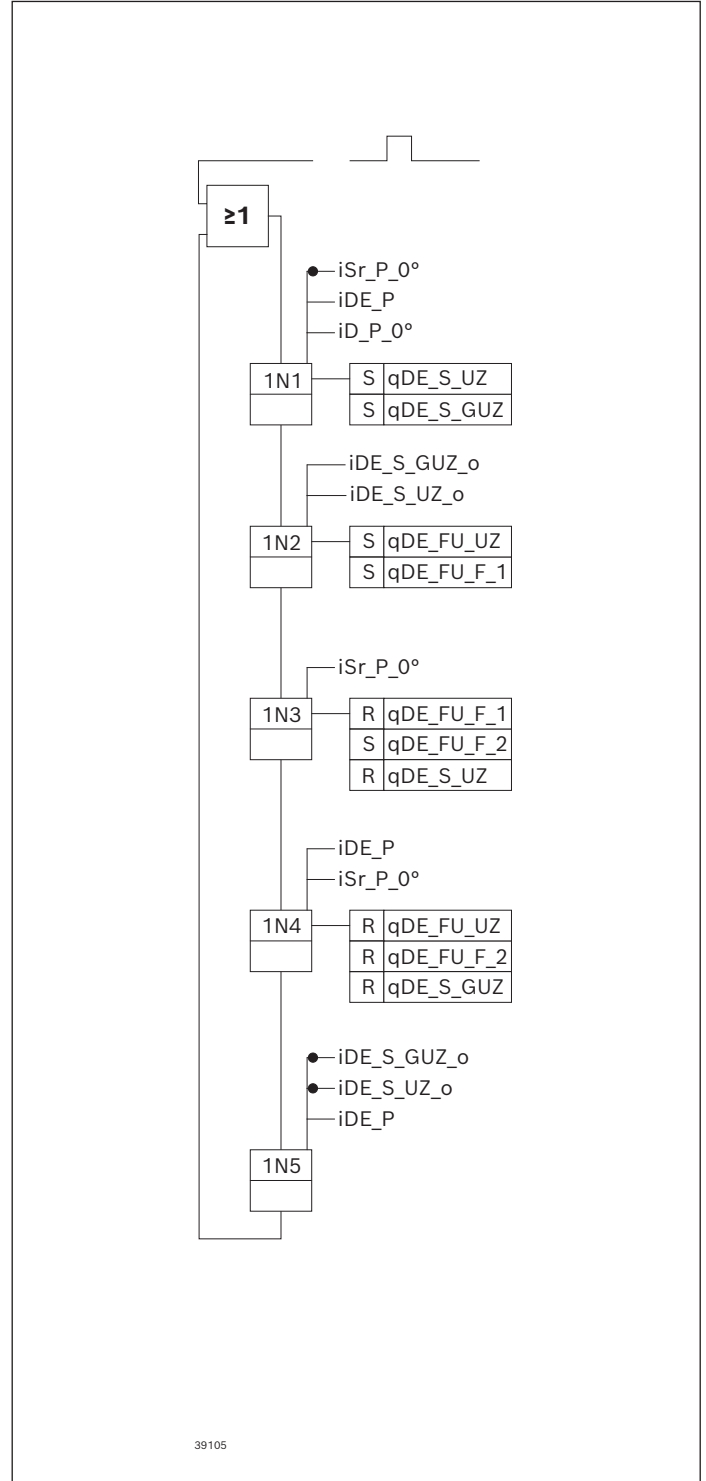 ≥1
iSr_P_0°
iDE_P
iD_P_0°
1N1
S qDE_S_UZ
S qDE_S_GUZ
iDE_S_GUZ_o
iDE_S_UZ_o
1N2
S qDE_FU_UZ
S qDE_FU_F_1
iSr_P_0°
1N3
R qDE_FU_F_1
S qDE_FU_F_2
R qDE_S_UZ
iDE_P
iSr_P_0°
1N4
R qDE_FU_UZ
R qDE_FU_F_2
R qDE_S_GUZ
iDE_S_GUZ_o
iDE_S_UZ_o
iDE_P
1N5
39105